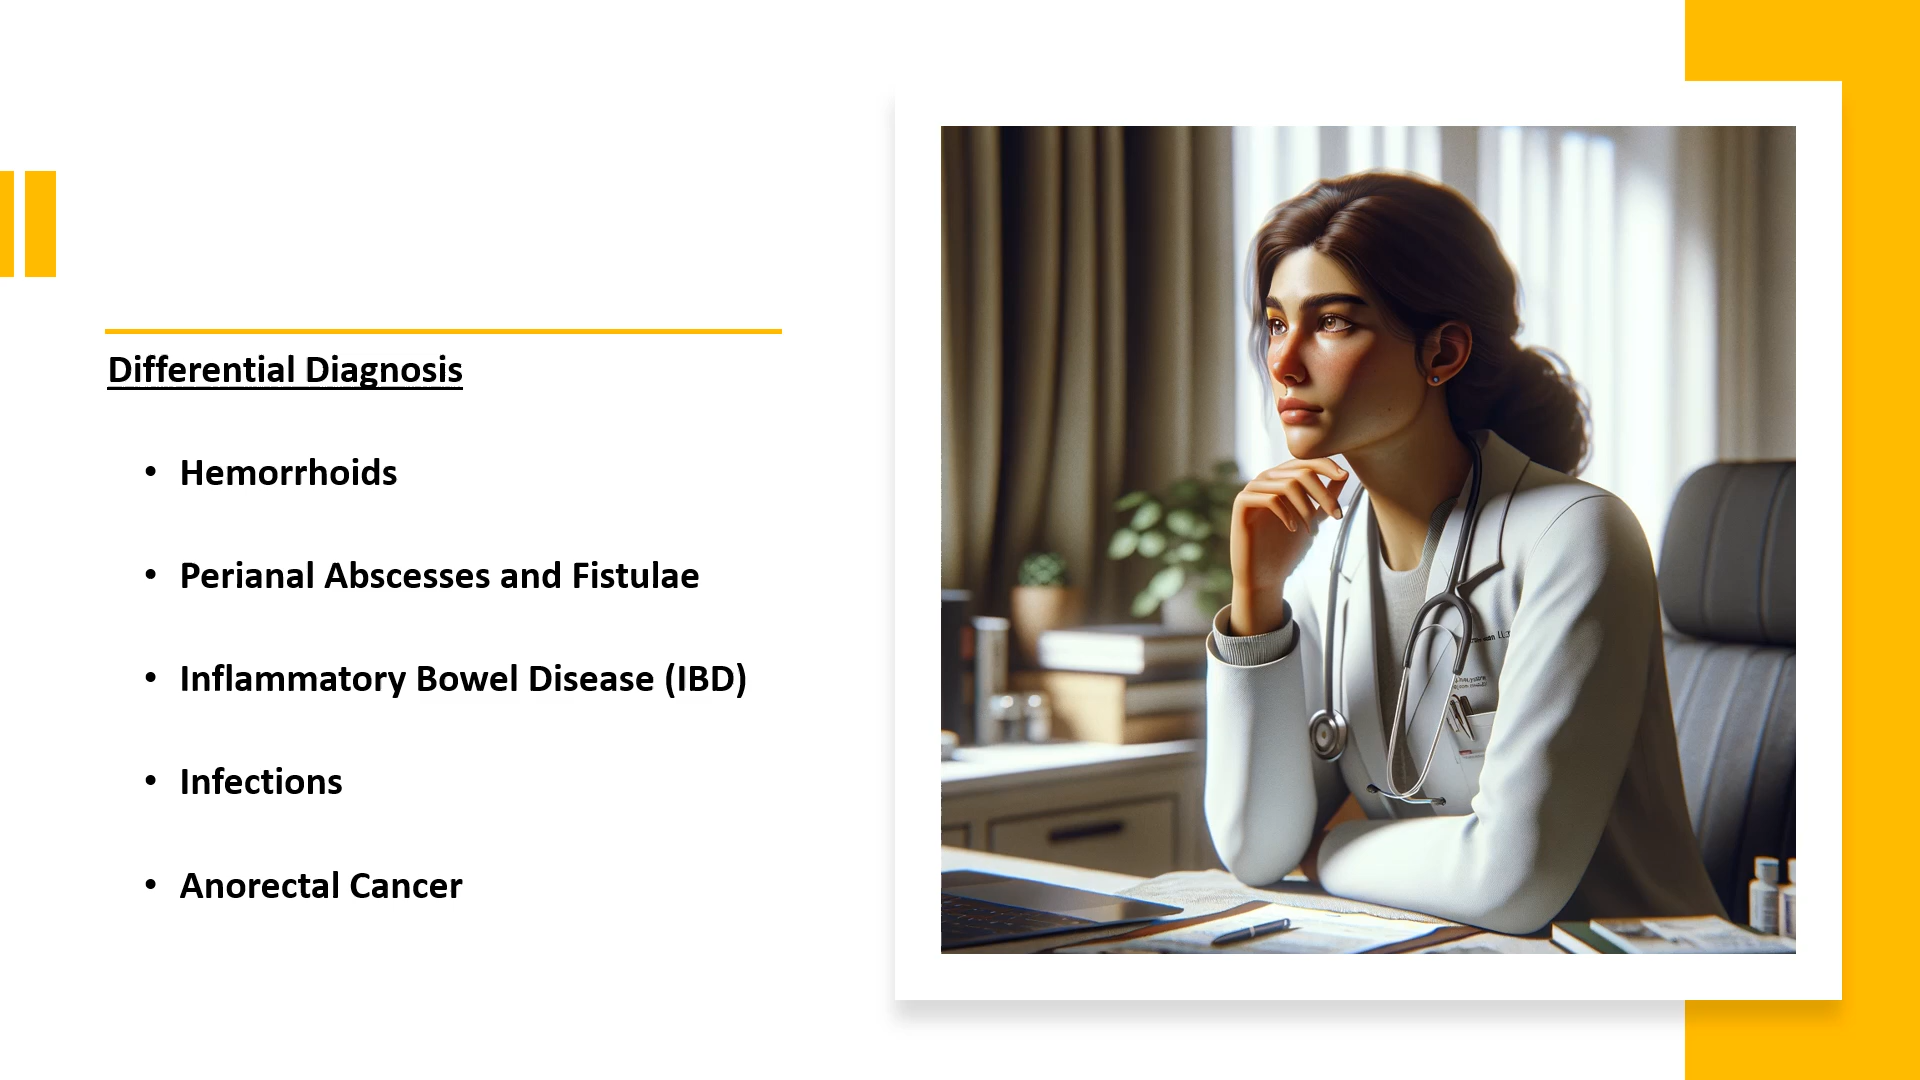 Differential Diagnosis
• Hemorrhoids
• Perianal Abscesses and Fistulae
• Inflammatory Bowel Disease (IBD)
• Infections
• Anorectal Cancer